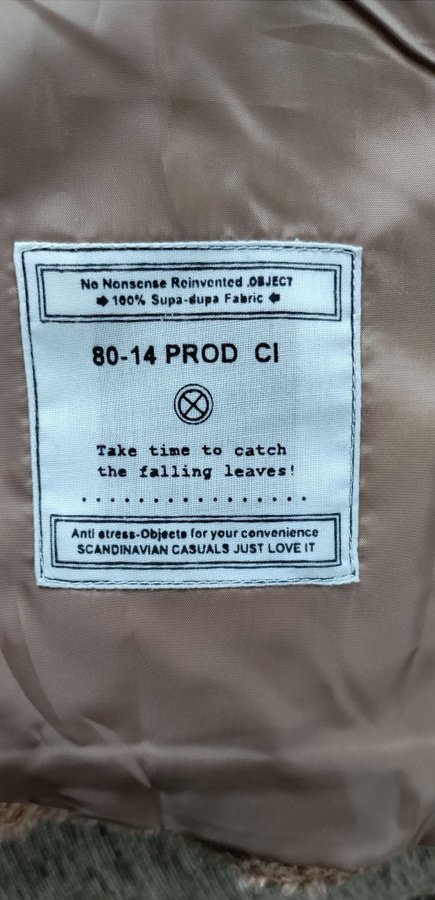 No Nonsense Reinvented .OBJECT
100% Supa-dupa Fabric
80-14 PROD CI
Take time to catch
the falling leaves!
Anti stress-Objects for your convenience
SCANDINAVIAN CASUALS JUST LOVE IT